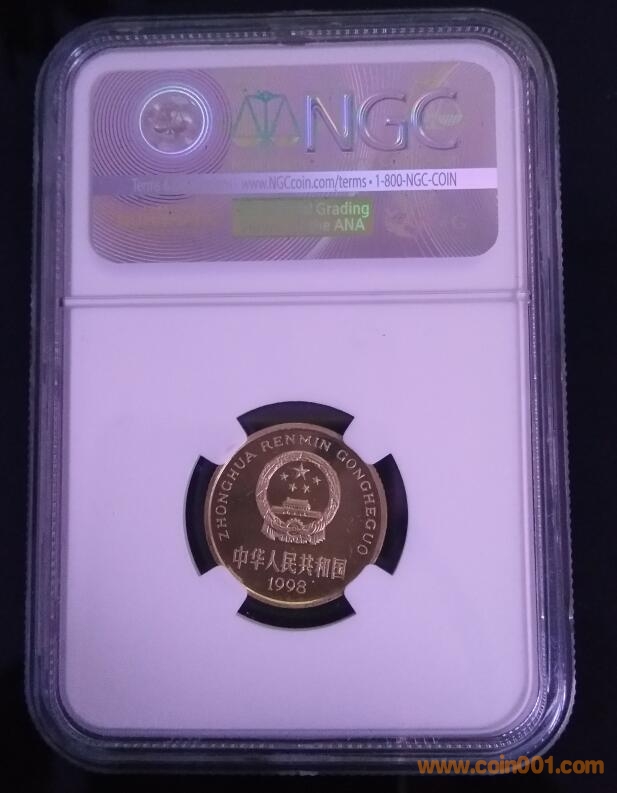 NGC
www.NGCcoin.com/terms • 1-800-NGC-COIN
Grading
the ANA
ZHONGHUA RENMIN GONGHEGUO
中华人民共和国
1998
www.coin001.com